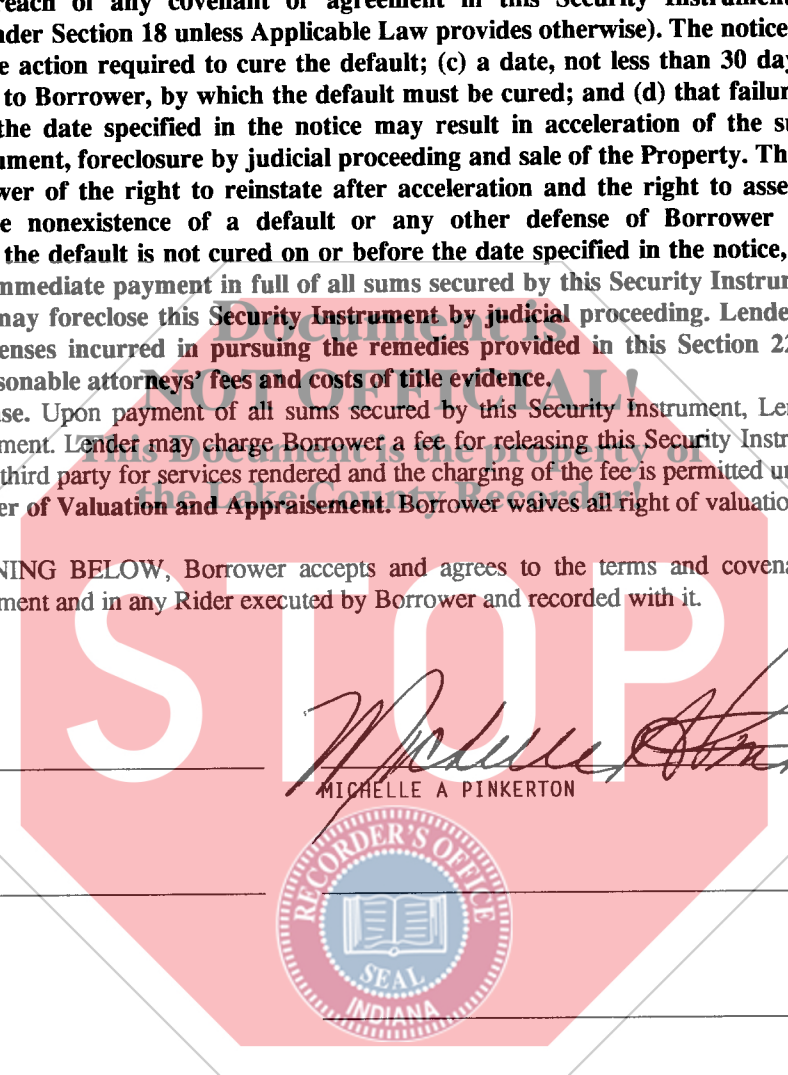 reach of any covenant or agreement in this Security Instrument
nder Section 18 unless Applicable Law provides otherwise). The notice
e action required to cure the default; (c) a date, not less than 30 day
to Borrower, by which the default must be cured; and (d) that failur
the date specified in the notice may result in acceleration of the su
ument, foreclosure by judicial proceeding and sale of the Property. Th
wer of the right to reinstate after acceleration and the right to asse
e nonexistence of a default or any other defense of Borrower
the default is not cured on or before the date specified in the notice,
mmediate payment in full of all sums secured by this Security Instrum
may foreclose this Security Instrument by judicial proceeding. Lende
Document is
enses incurred in pursuing the remedies provided in this Section 22
sonable attorneys' fees and costs of title evidence.
NOT OFFICIAL!
se. Upon payment of all sums secured by this Security Instrument, Len
ment. Lender may charge Borrower a fee for releasing this Security Instr
This Document is the property of
third party for services rendered and the charging of the fee is permitted un
the Lake County Recorder!
er of Valuation and Appraisement. Borrower waives all right of valuatio
NING BELOW, Borrower accepts and agrees to the terms and covena
ment and in any Rider executed by Borrower and recorded with it.
STOP
Michelle A
MICHELLE A PINKERTON
RECORDER'S OFFICE
SEAL
INDIANA